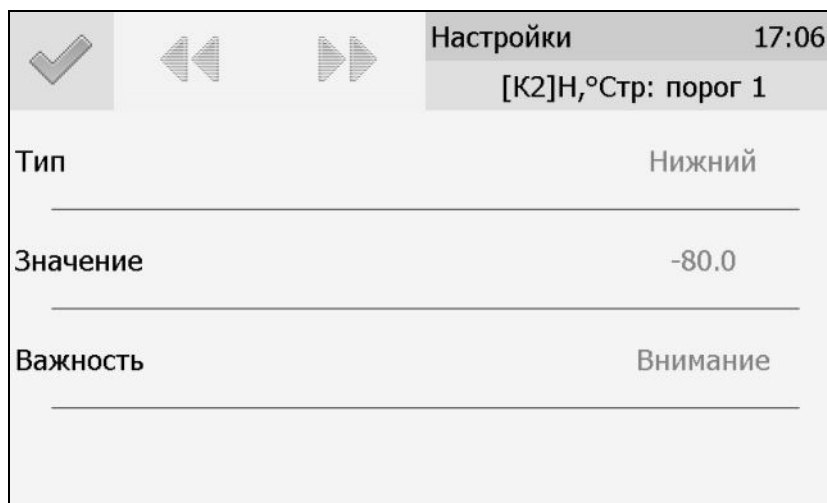 Настройки 17:06
[К2]Н,°Стр: порог 1
Тип Нижний
Значение -80.0
Важность Внимание